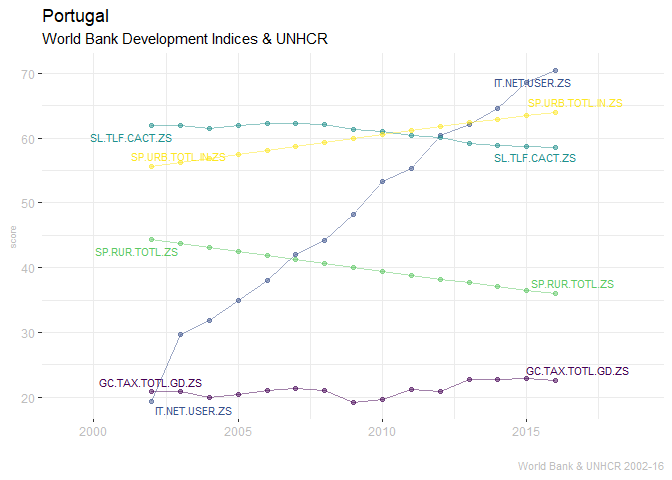 Portugal
World Bank Development Indices & UNHCR
70
IT.NET.USER.ZS
SP.URB.TOTL.IN.ZS
60
SL.TLF.CACT.ZS
SP.URB.TOTL.IN.ZS
SL.TLF.CACT.ZS
50
score
SP.RUR.TOTL.ZS
40
SP.RUR.TOTL.ZS
30
GC.TAX.TOTL.GD.ZS
GC.TAX.TOTL.GD.ZS
20
IT.NET.USER.ZS
2000
2005
2010
2015
World Bank & UNHCR 2002-16